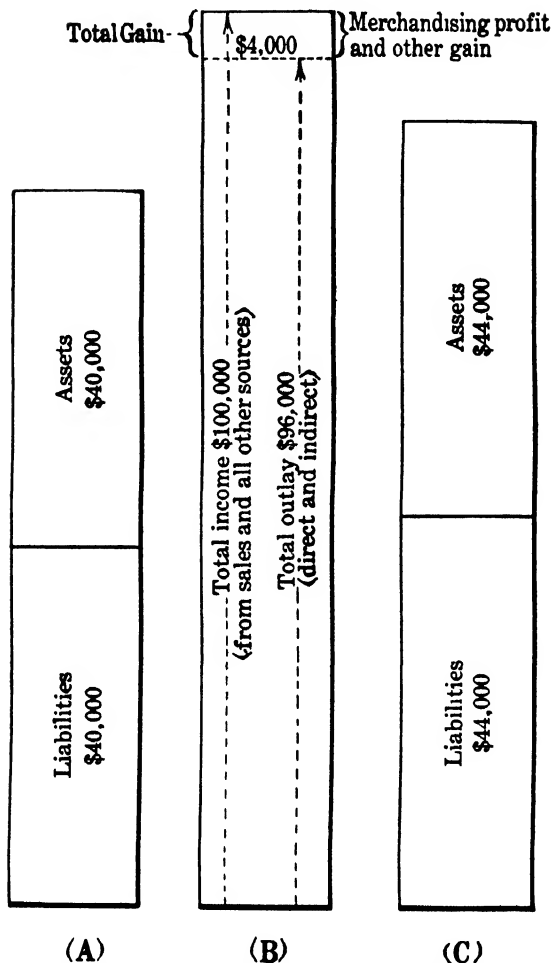 Total Gain
$4,000
Merchandising profit
and other gain
Assets
$40,000
Liabilities
$40,000
Total income $100,000
(from sales and all other sources)
Total outlay $96,000
(direct and indirect)
Assets
$44,000
Liabilities
$44,000
(A)
(B)
(C)